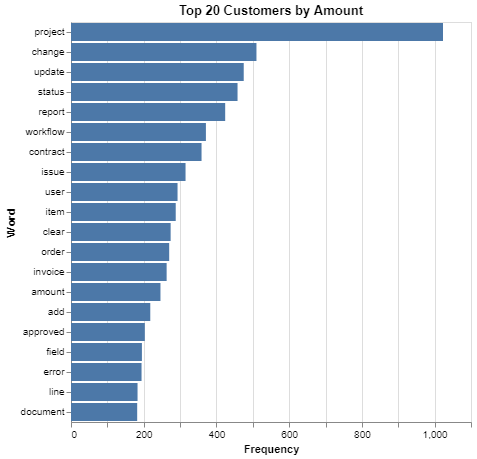 Top 20 Customers by Amount
Word
project
change
update
status
report
workflow
contract
issue
user
item
clear
order
invoice
amount
add
approved
field
error
line
document
0 200 400 600 800 1,000
Frequency